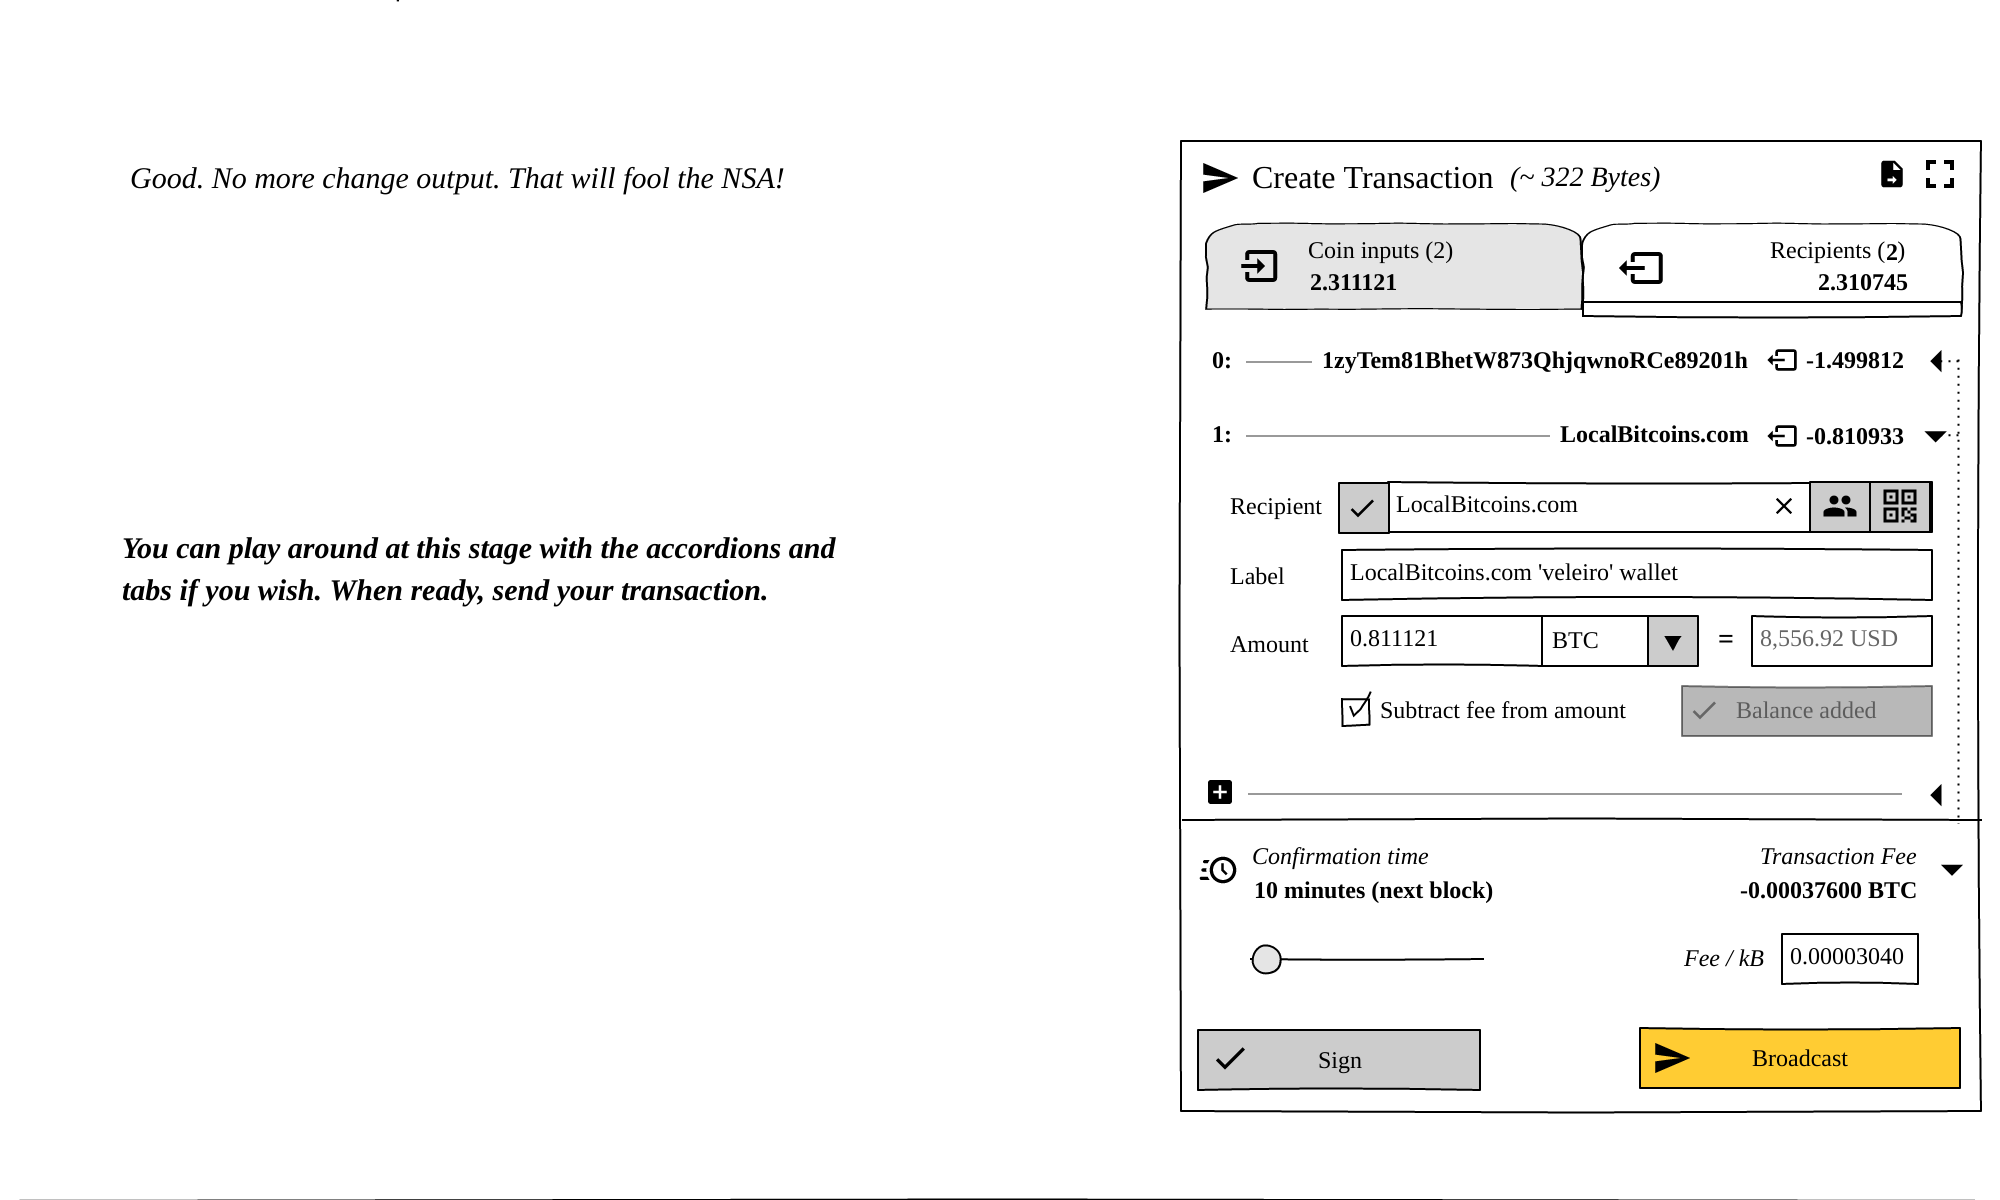 Good. No more change output. That will fool the NSA!
You can play around at this stage with the accordions and
tabs if you wish. When ready, send your transaction.
Create Transaction (~ 322 Bytes)
Coin inputs (2)
2.311121
Recipients (2)
2.310745
0: 1zyTem81BhetW873QhjqwnoRCe89201h -1.499812
1: LocalBitcoins.com -0.810933
Recipient LocalBitcoins.com
Label LocalBitcoins.com 'veleiro' wallet
Amount 0.811121 BTC = 8,556.92 USD
Subtract fee from amount Balance added
Confirmation time Transaction Fee
10 minutes (next block) -0.00037600 BTC
Fee / kB 0.00003040
Sign Broadcast